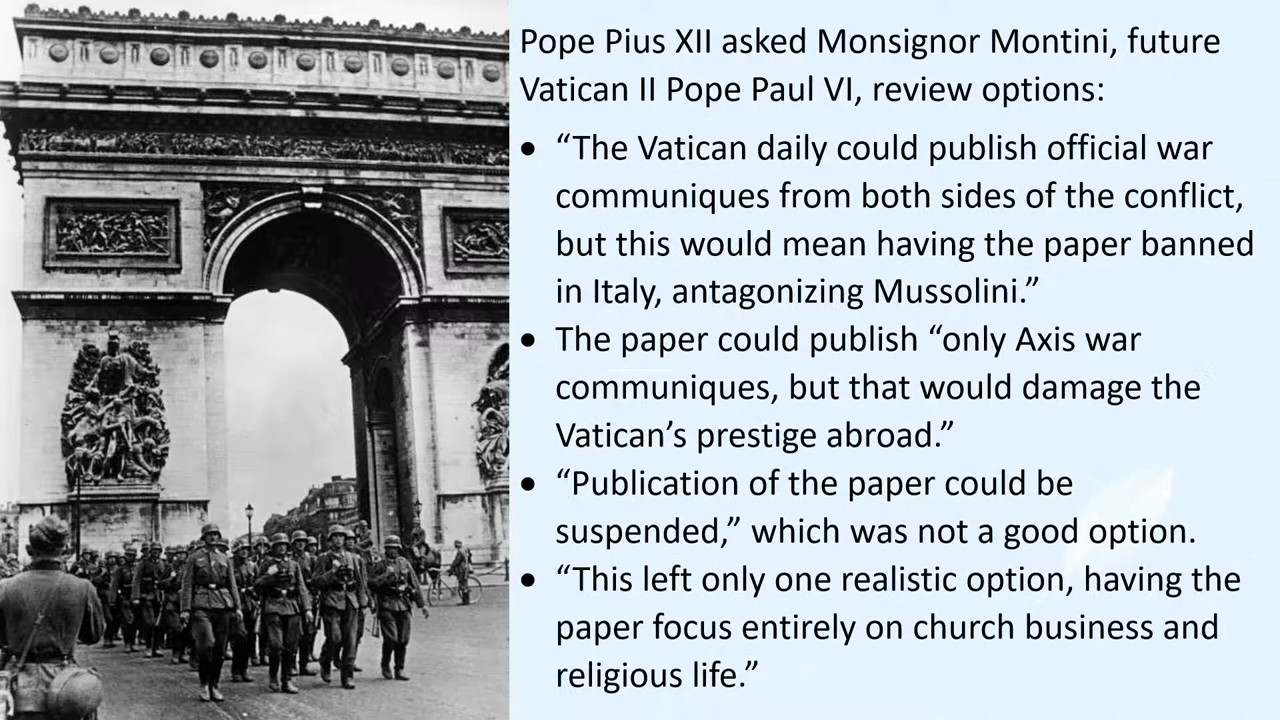 Pope Pius XII asked Monsignor Montini, future
Vatican II Pope Paul VI, review options:
• “The Vatican daily could publish official war
communiques from both sides of the conflict,
but this would mean having the paper banned
in Italy, antagonizing Mussolini.”
• The paper could publish “only Axis war
communiques, but that would damage the
Vatican’s prestige abroad.”
• “Publication of the paper could be
suspended,” which was not a good option.
• “This left only one realistic option, having the
paper focus entirely on church business and
religious life.”